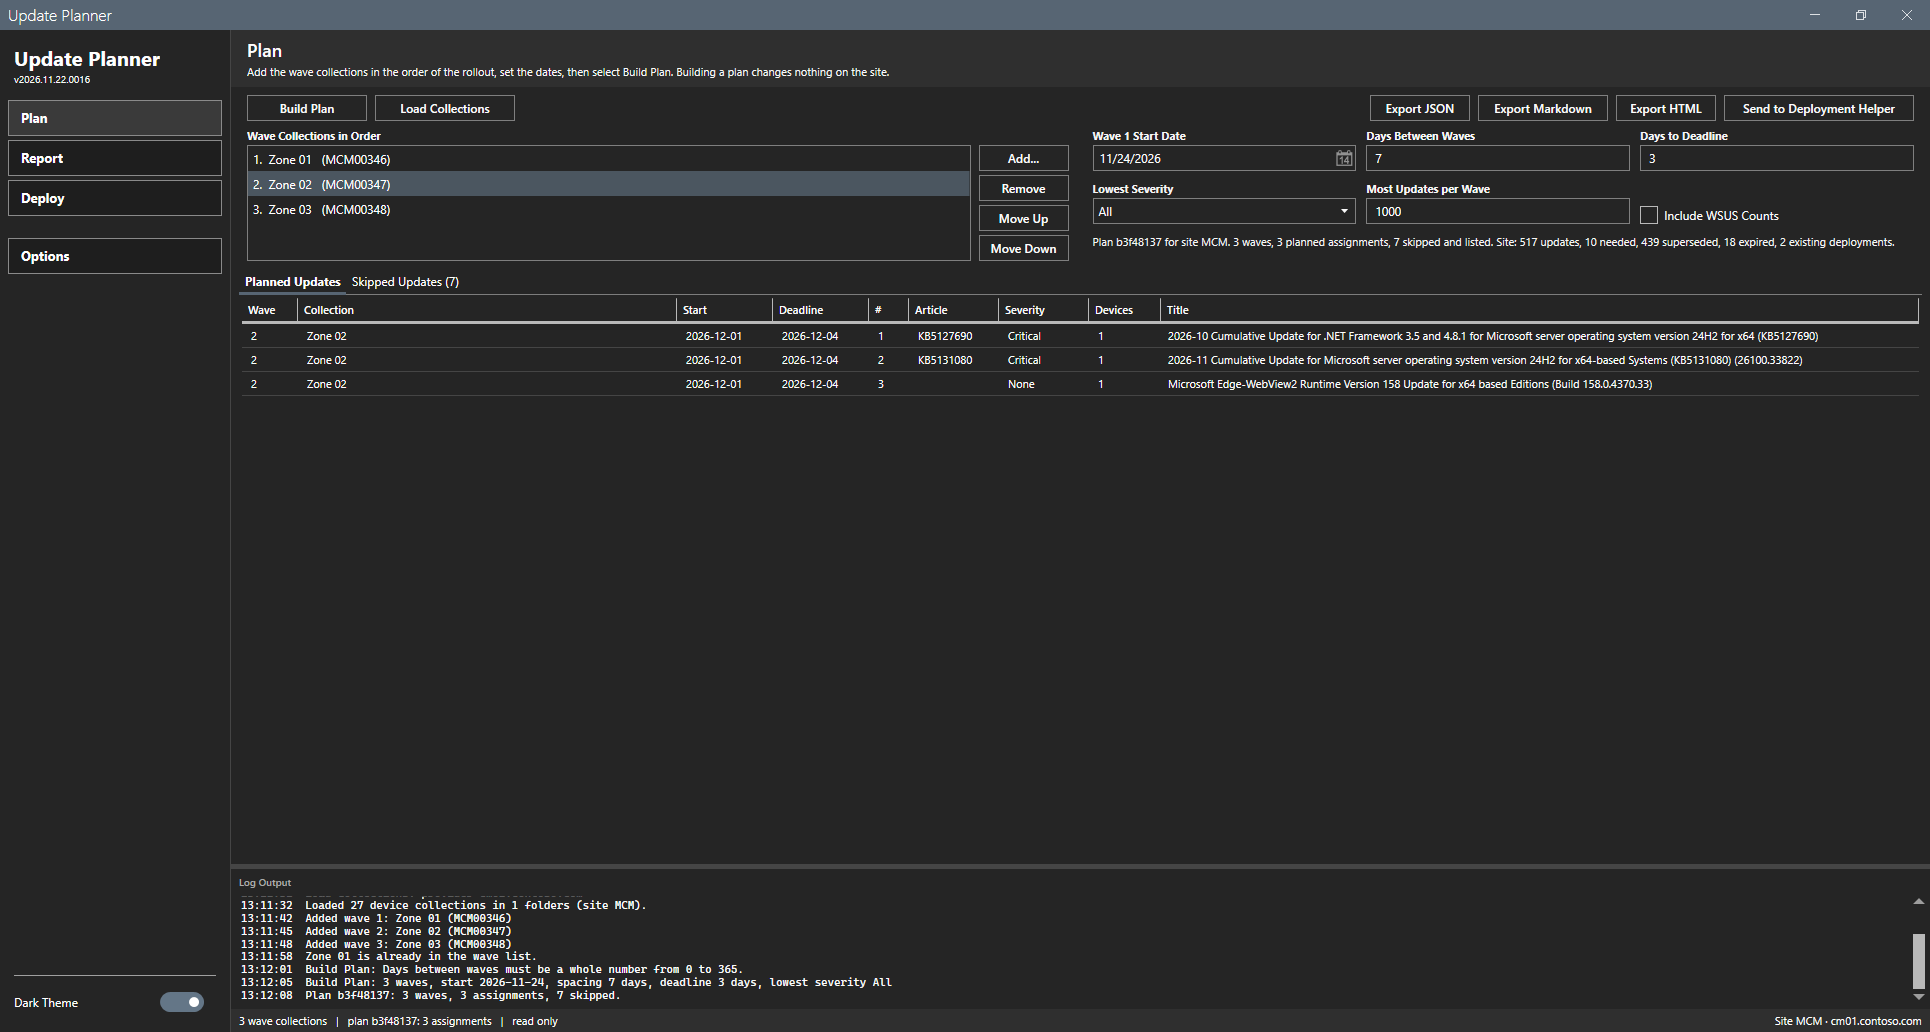 Update Planner
Update Planner
v2026.11.22.0016
Plan
Report
Deploy
Options
Dark Theme
Plan
Add the wave collections in the order of the rollout, set the dates, then select Build Plan. Building a plan changes nothing on the site.
Build Plan
Load Collections
Export JSON
Export Markdown
Export HTML
Send to Deployment Helper
Wave Collections in Order
1. Zone 01 (MCM00346)
2. Zone 02 (MCM00347)
3. Zone 03 (MCM00348)
Add...
Remove
Move Up
Move Down
Wave 1 Start Date
11/24/2026
14
Days Between Waves
7
Days to Deadline
3
Lowest Severity
All
Most Updates per Wave
1000
Include WSUS Counts
Plan b3f48137 for site MCM. 3 waves, 3 planned assignments, 7 skipped and listed. Site: 517 updates, 10 needed, 439 superseded, 18 expired, 2 existing deployments.
Planned Updates Skipped Updates (7)
Wave Collection Start Deadline # Article Severity Devices Title
2 Zone 02 2026-12-01 2026-12-04 1 KB5127690 Critical 1 2026-10 Cumulative Update for .NET Framework 3.5 and 4.8.1 for Microsoft server operating system version 24H2 for x64 (KB5127690)
2 Zone 02 2026-12-01 2026-12-04 2 KB5131080 Critical 1 2026-11 Cumulative Update for Microsoft server operating system version 24H2 for x64-based Systems (KB5131080) (26100.33822)
2 Zone 02 2026-12-01 2026-12-04 3 None 1 Microsoft Edge-WebView2 Runtime Version 158 Update for x64 based Editions (Build 158.0.4370.33)
Log Output
13:11:32 Loaded 27 device collections in 1 folders (site MCM).
13:11:42 Added wave 1: Zone 01 (MCM00346)
13:11:45 Added wave 2: Zone 02 (MCM00347)
13:11:48 Added wave 3: Zone 03 (MCM00348)
13:11:58 Zone 01 is already in the wave list.
13:12:01 Build Plan: Days between waves must be a whole number from 0 to 365.
13:12:05 Build Plan: 3 waves, start 2026-11-24, spacing 7 days, deadline 3 days, lowest severity All
13:12:08 Plan b3f48137: 3 waves, 3 assignments, 7 skipped.
3 wave collections | plan b3f48137: 3 assignments | read only
Site MCM · cm01.contoso.com